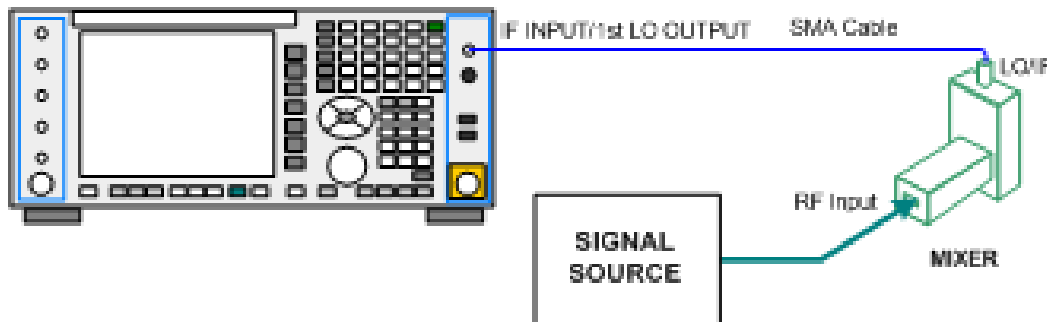 IF INPUT/1st LO OUTPUT
SMA Cable
LO/IF
RF Input
SIGNAL
SOURCE
MIXER